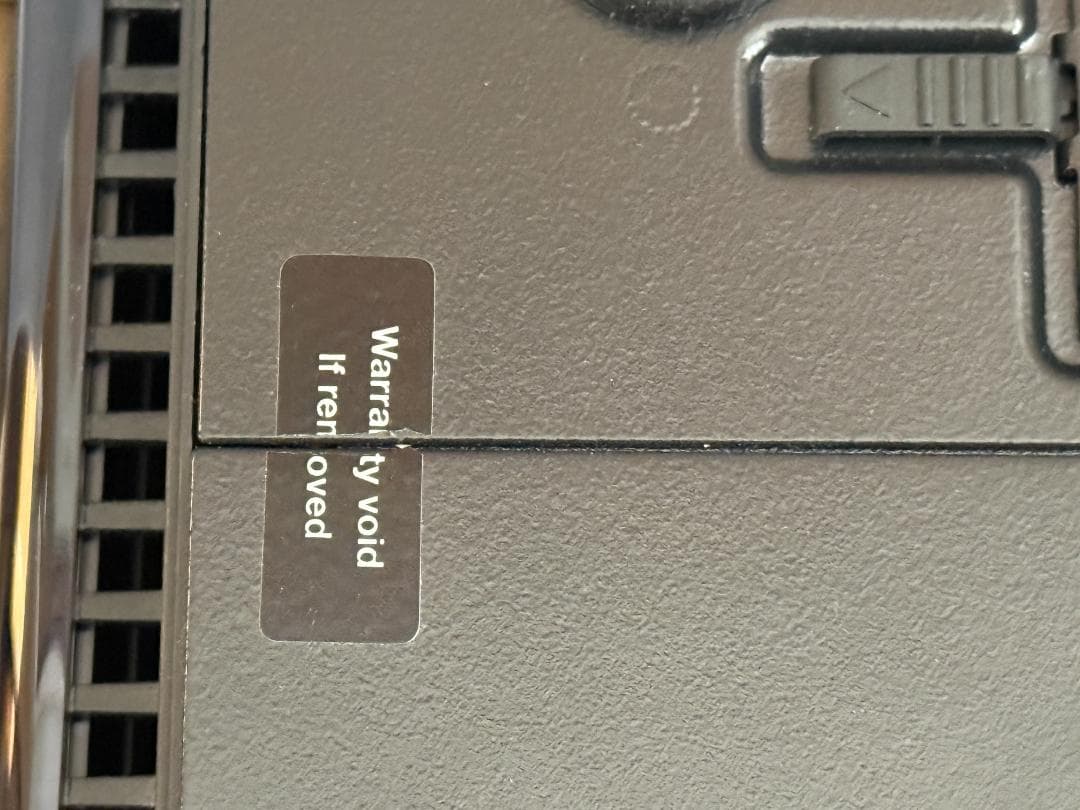 Warranty void
If removed